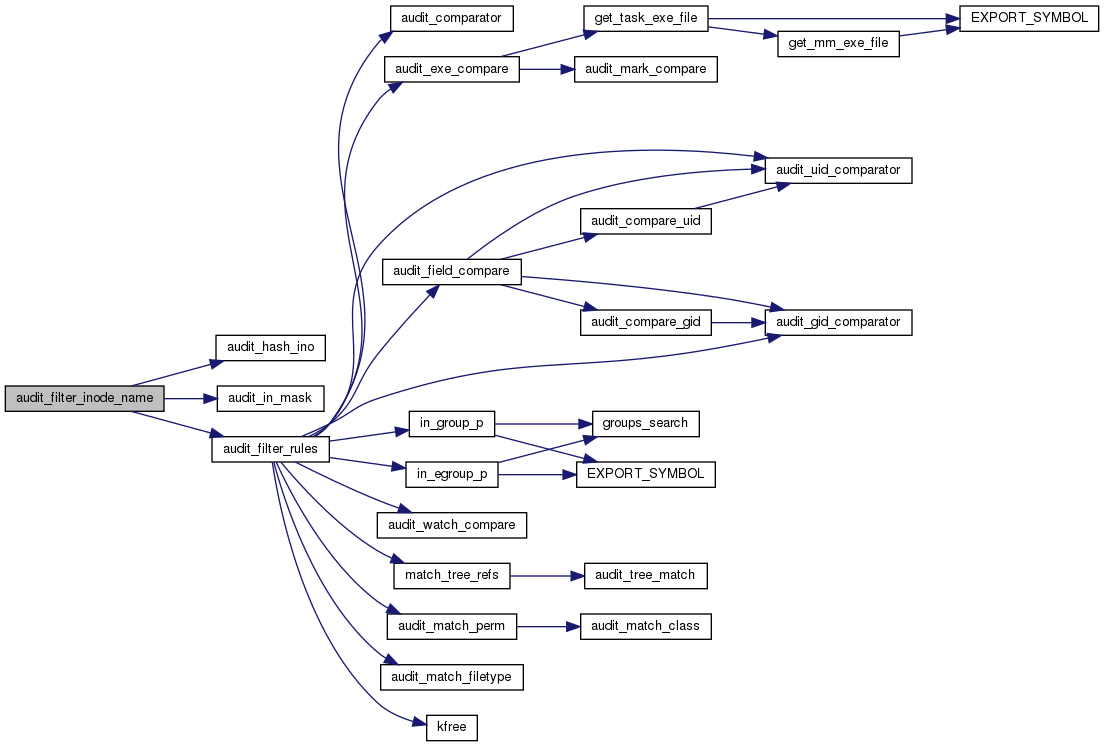 audit_comparator
get_task_exe_file
EXPORT_SYMBOL
get_mm_exe_file
audit_exe_compare
audit_mark_compare
audit_uid_comparator
audit_compare_uid
audit_field_compare
audit_compare_gid
audit_gid_comparator
audit_hash_ino
audit_filter_inode_name
audit_in_mask
in_group_p
groups_search
audit_filter_rules
in_egroup_p
EXPORT_SYMBOL
audit_watch_compare
match_tree_refs
audit_tree_match
audit_match_perm
audit_match_class
audit_match_filetype
kfree